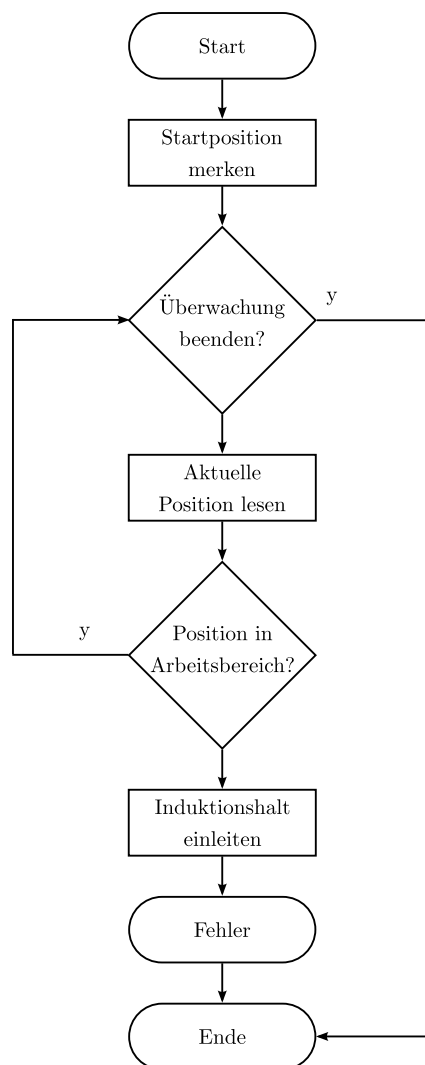 Start
Startposition
merken
Überwachung
beenden?
y
Aktuelle
Position lesen
Position in
Arbeitsbereich?
y
Induktionshalt
einleiten
Fehler
Ende